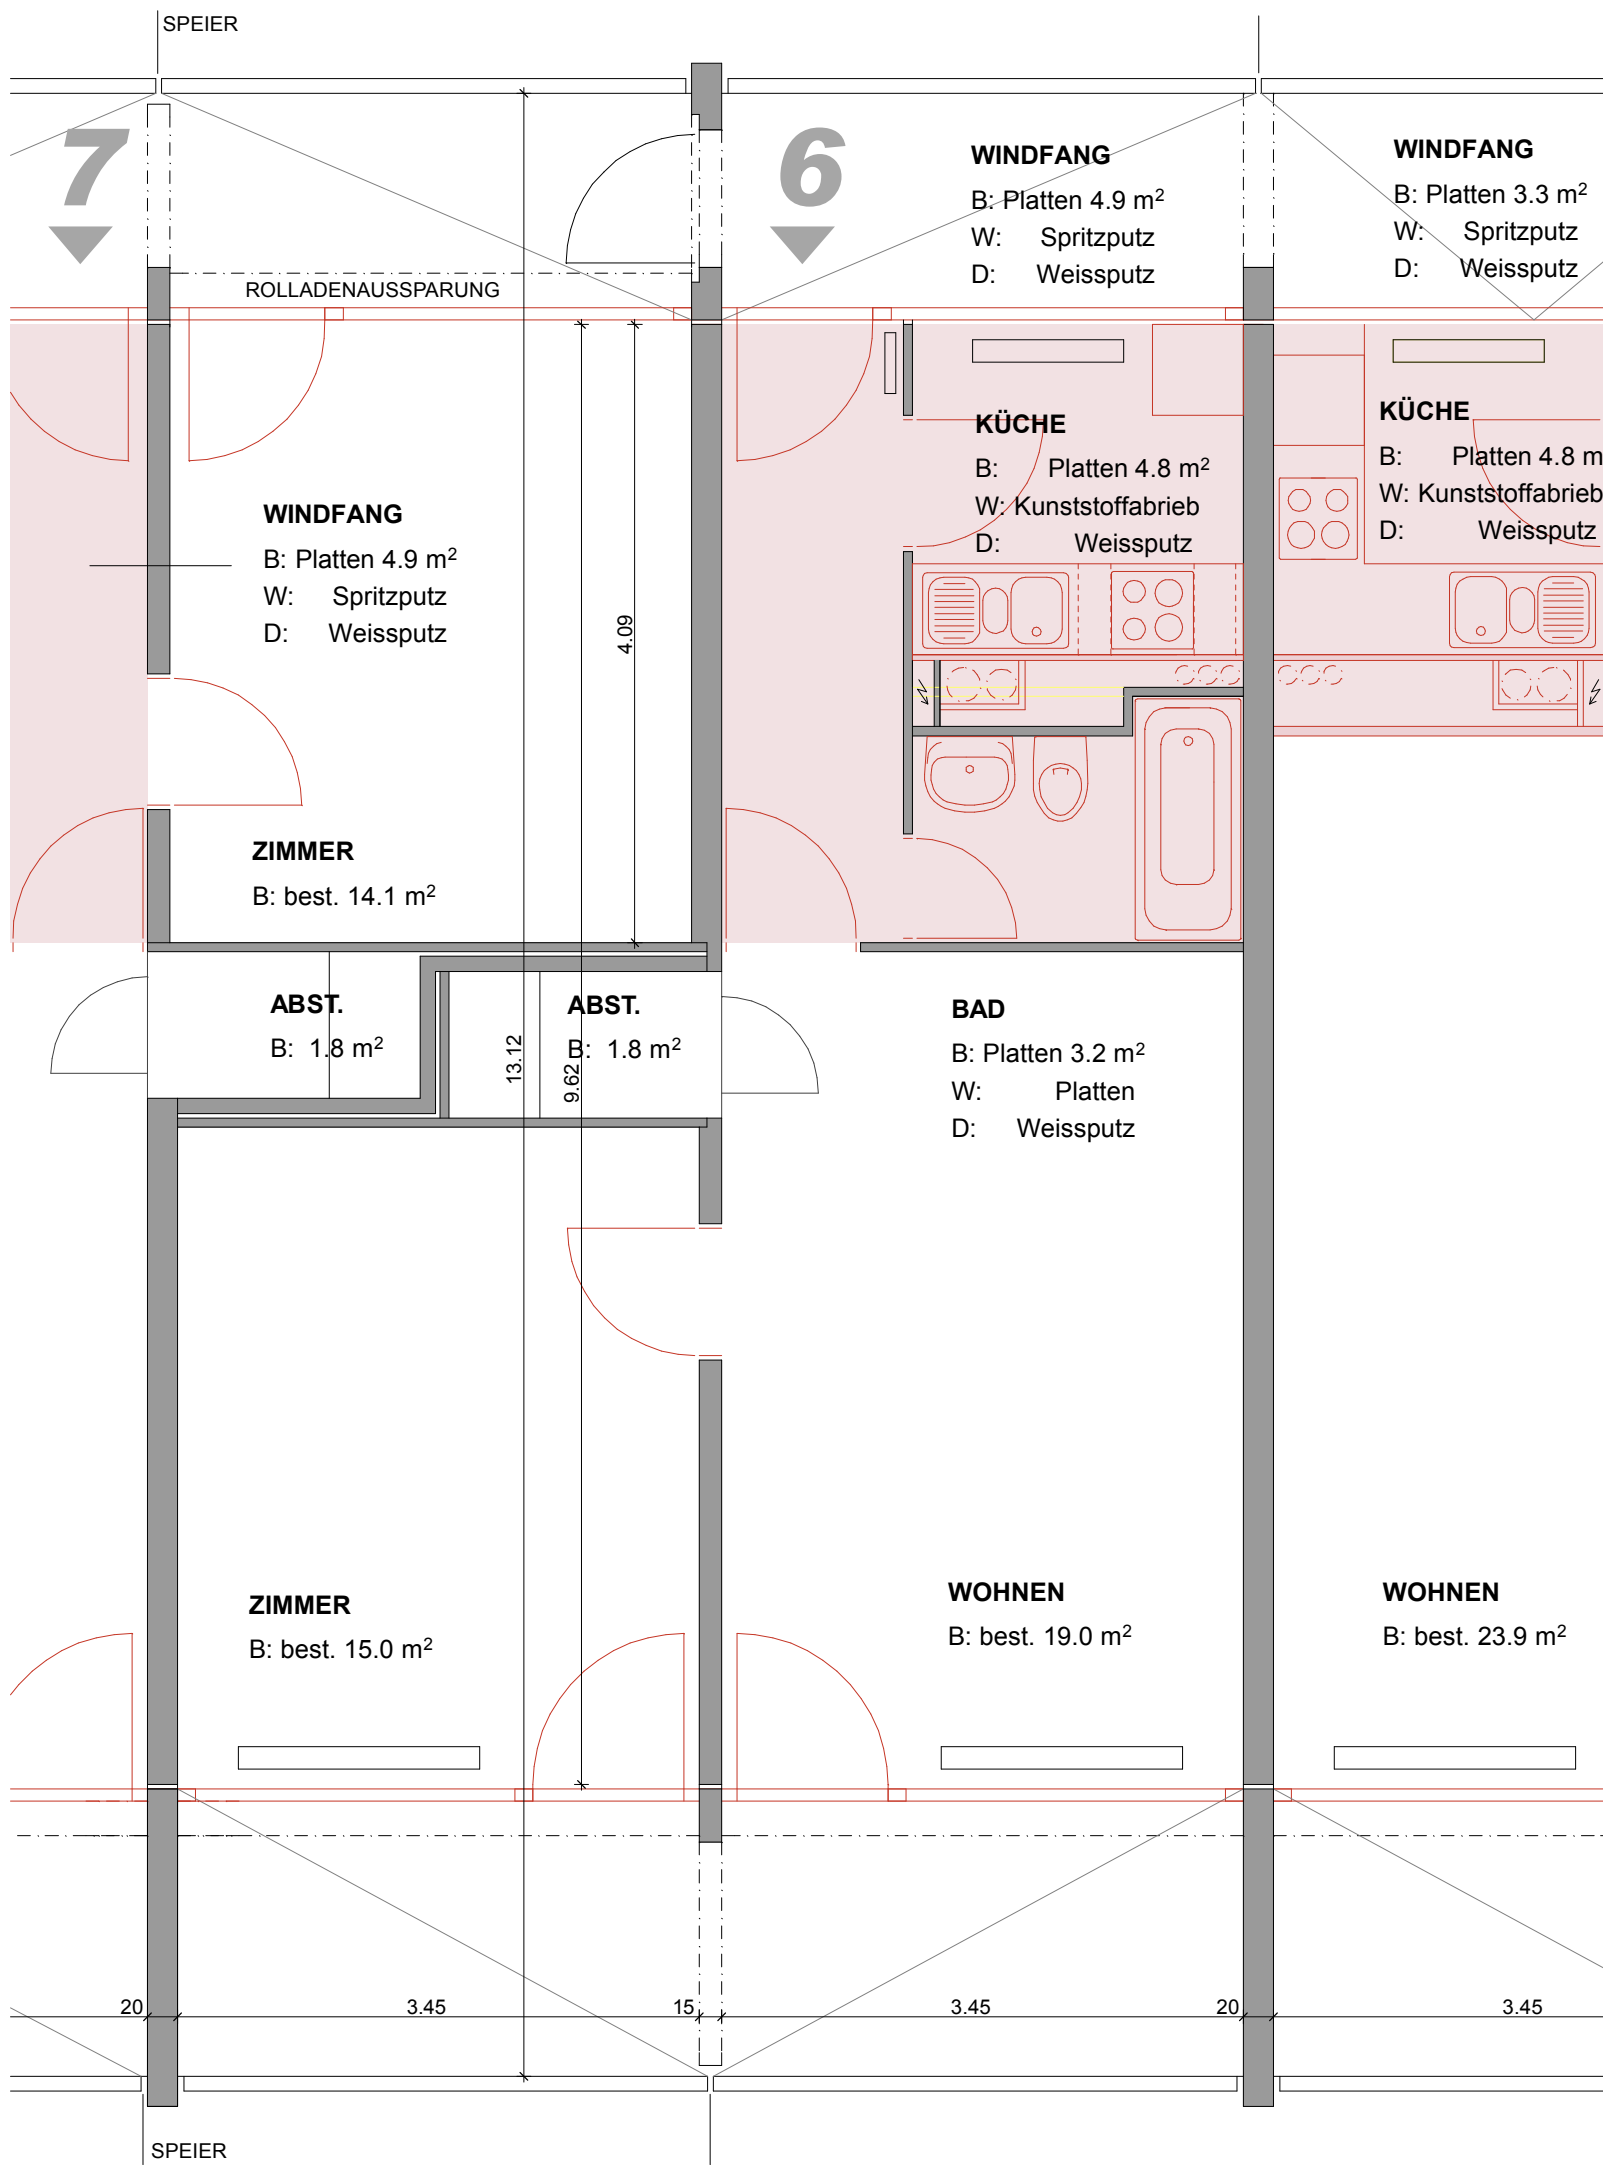 SPEIER
7
6
WINDFANG
B: Platten 4.9 m²
W: Spritzputz
D: Weissputz
WINDFANG
B: Platten 3.3 m²
W: Spritzputz
D: Weissputz
ROLLADENAUSSPARUNG
KÜCHE
B: Platten 4.8 m²
W: Kunststoffabrieb
D: Weissputz
KÜCHE
B: Platten 4.8 m
W: Kunststoffabrieb
D: Weissputz
WINDFANG
B: Platten 4.9 m²
W: Spritzputz
D: Weissputz
4.09
ZIMMER
B: best. 14.1 m²
ABST.
B: 1.8 m²
ABST.
B: 1.8 m²
13.12
9.62
BAD
B: Platten 3.2 m²
W: Platten
D: Weissputz
ZIMMER
B: best. 15.0 m²
WOHNEN
B: best. 19.0 m²
WOHNEN
B: best. 23.9 m²
20 3.45 15 3.45 20 3.45
SPEIER